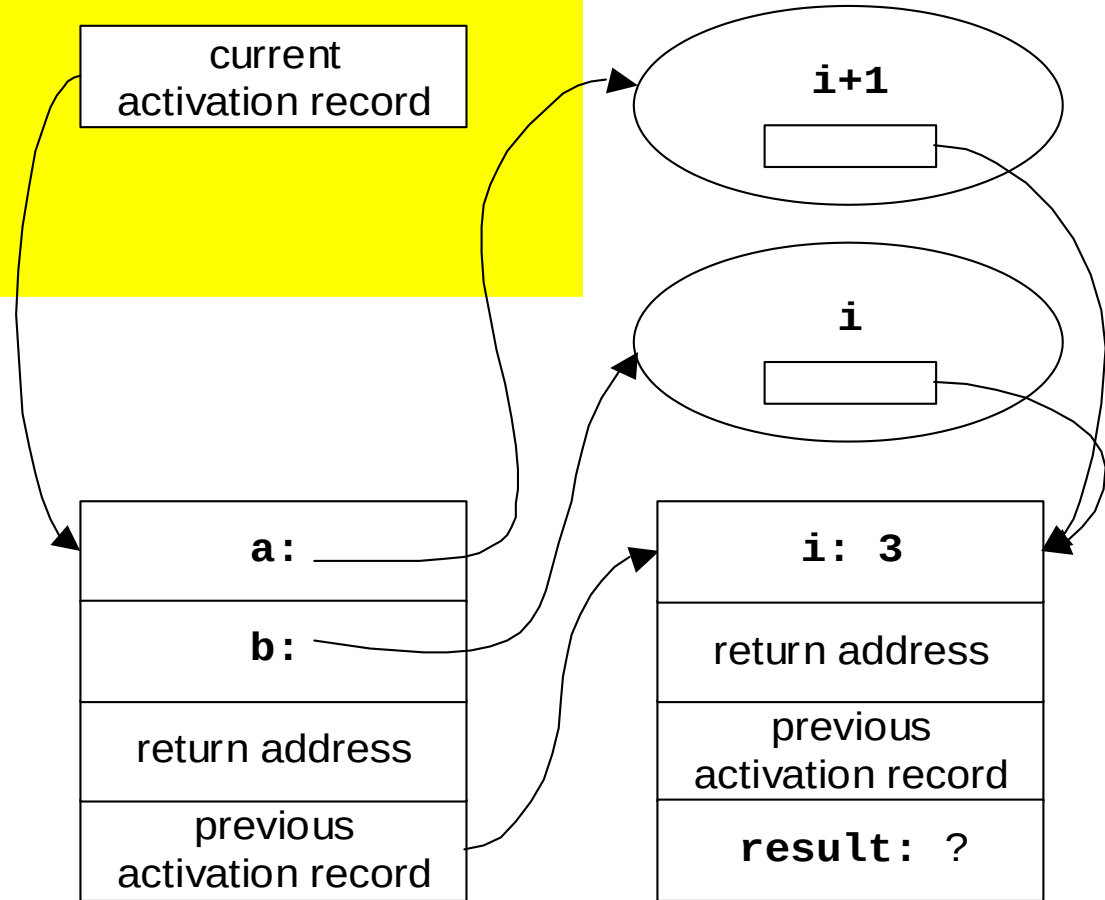 current
activation record
i+1
i
a:
b:
return address
previous
activation record
i: 3
return address
previous
activation record
result: ?